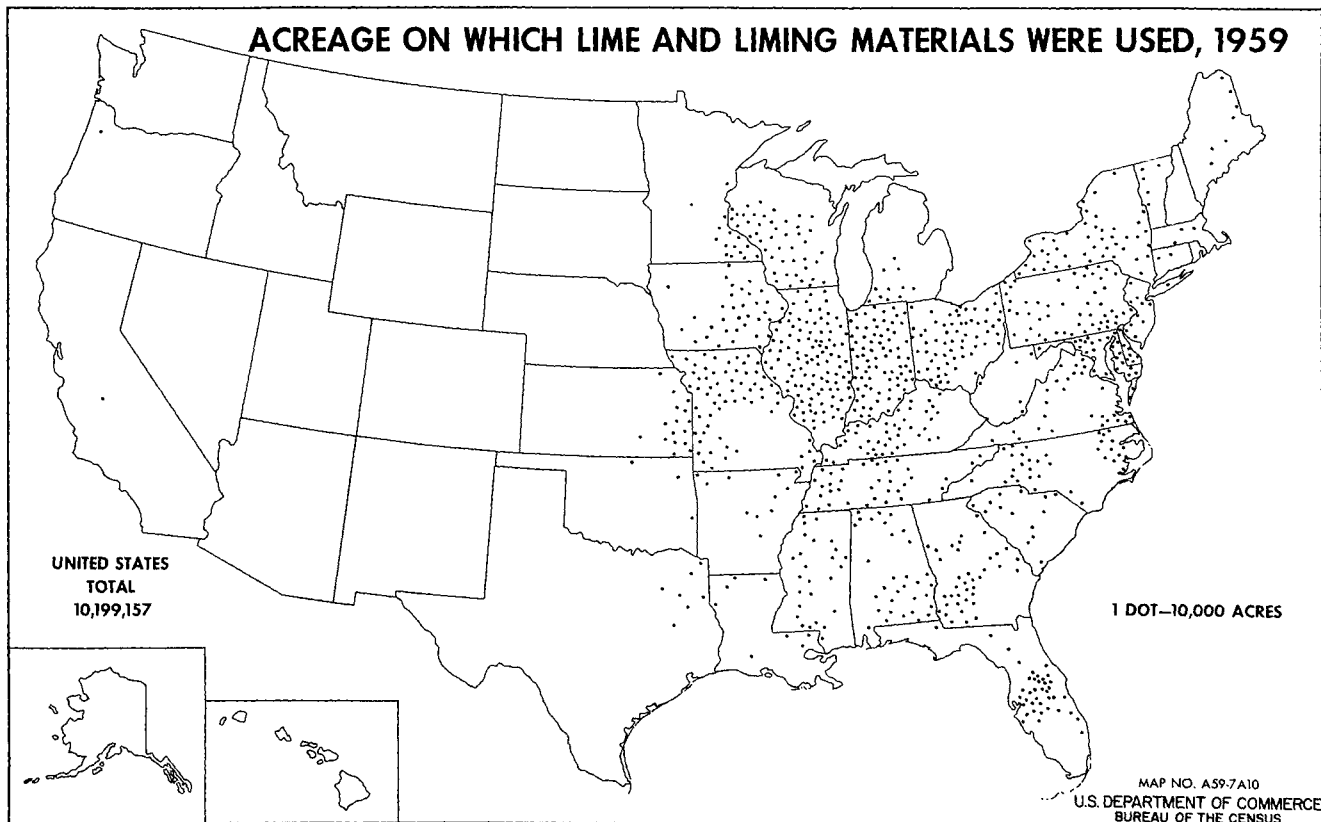 ACREAGE ON WHICH LIME AND LIMING MATERIALS WERE USED, 1959
UNITED STATES
TOTAL
10,199,157
1 DOT—10,000 ACRES
MAP NO. A59-7A10
U.S. DEPARTMENT OF COMMERCE
BUREAU OF THE CENSUS